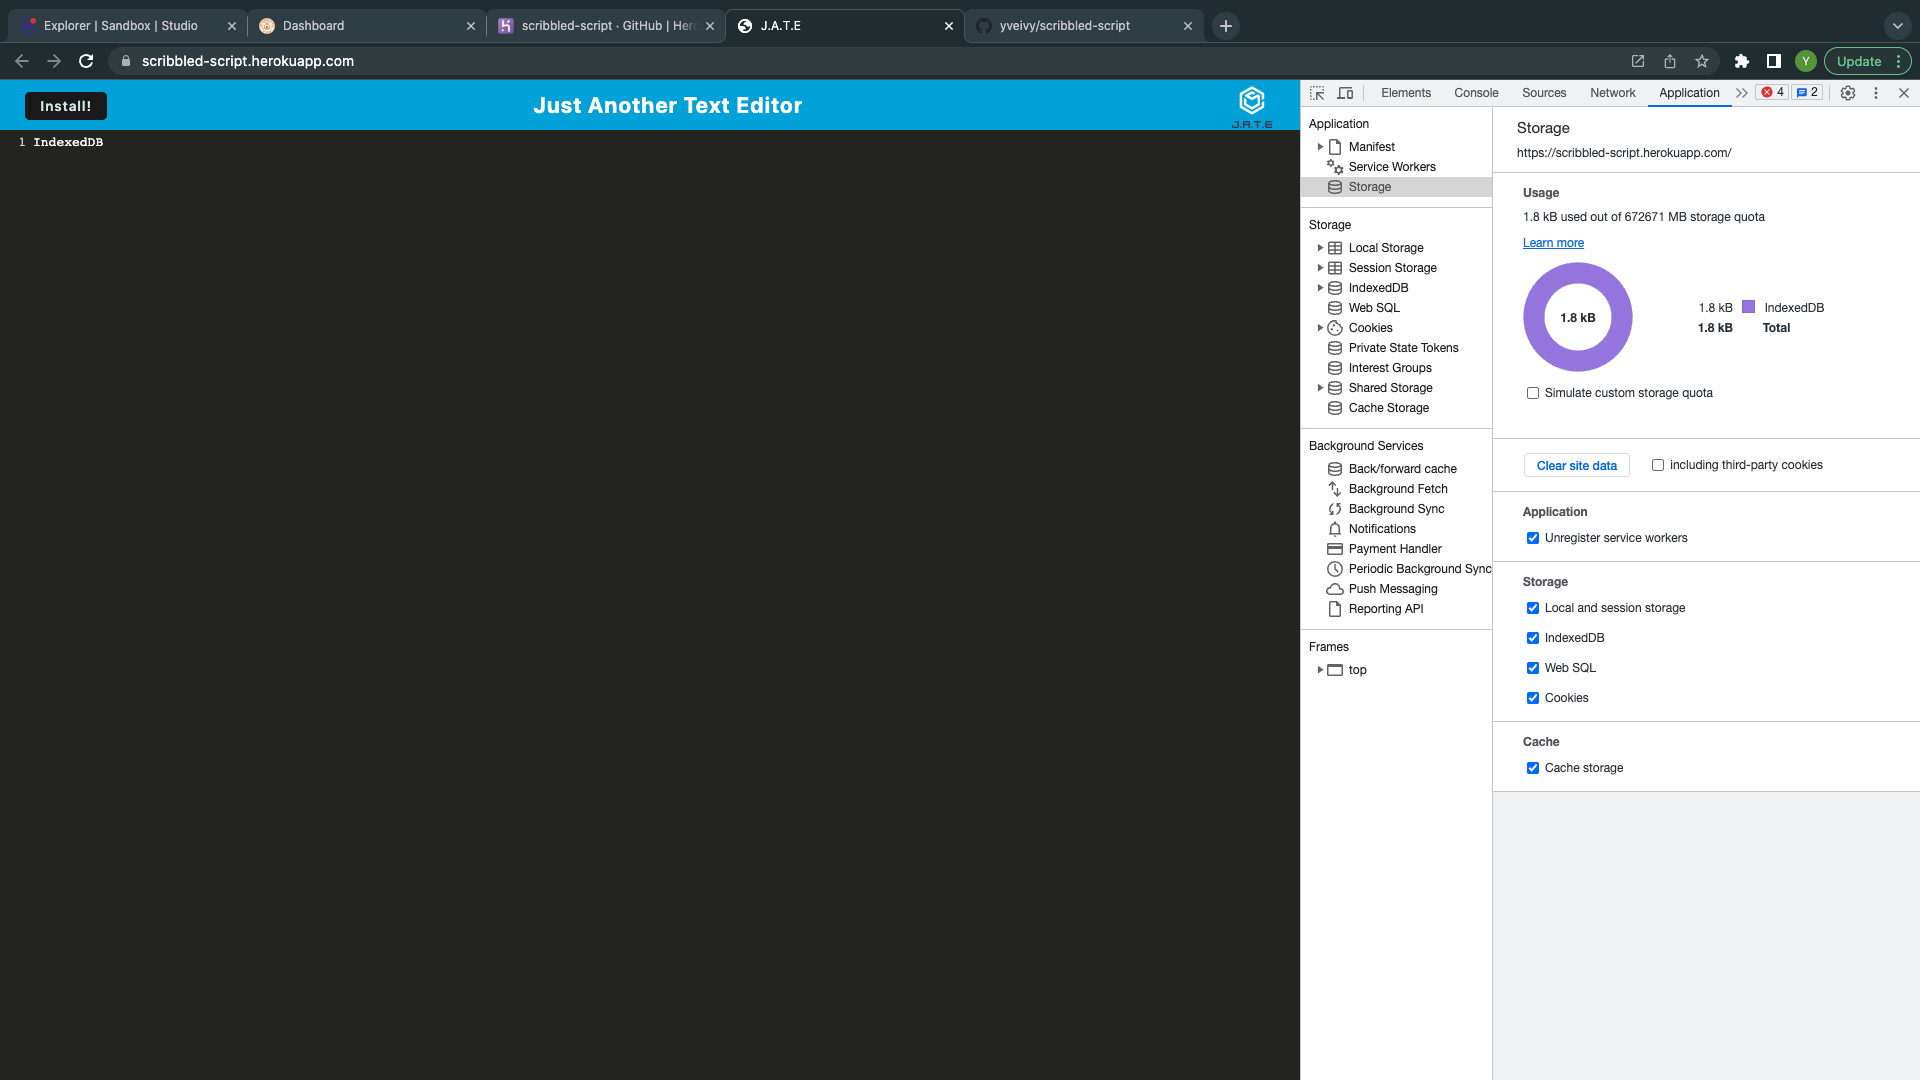 Explorer | Sandbox | Studio
Dashboard
scribbled-script · GitHub | Her
J.A.T.E
yveivy/scribbled-script
scribbled-script.herokuapp.com
Y
Update
Install!
Just Another Text Editor
J.A.T.E
1 IndexedDB
Elements
Console
Sources
Network
Application
4
2
Application
Manifest
Service Workers
Storage
Storage
Local Storage
Session Storage
IndexedDB
Web SQL
Cookies
Private State Tokens
Interest Groups
Shared Storage
Cache Storage
Background Services
Back/forward cache
Background Fetch
Background Sync
Notifications
Payment Handler
Periodic Background Sync
Push Messaging
Reporting API
Frames
top
Storage
https://scribbled-script.herokuapp.com/
Usage
1.8 kB used out of 672671 MB storage quota
Learn more
1.8 kB
1.8 kB IndexedDB
1.8 kB Total
Simulate custom storage quota
Clear site data
including third-party cookies
Application
Unregister service workers
Storage
Local and session storage
IndexedDB
Web SQL
Cookies
Cache
Cache storage